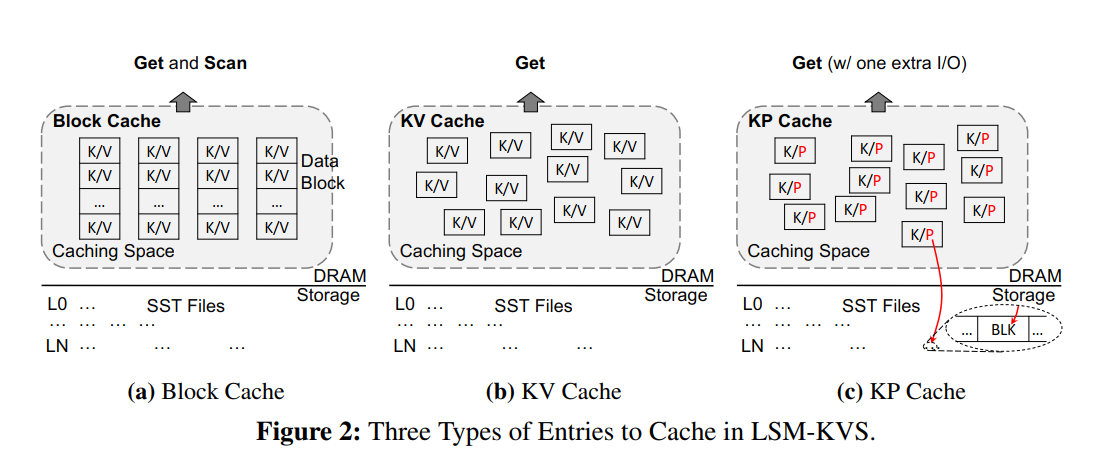 Get and Scan
Block Cache
K/V K/V K/V K/V
K/V K/V K/V K/V
... ... ... ...
K/V K/V K/V K/V
Data
Block
Caching Space
DRAM
Storage
L0 ... SST Files
... ... ... ...
LN ... ... ...
(a) Block Cache
Get
KV Cache
K/V K/V K/V K/V
K/V K/V K/V K/V
K/V K/V K/V K/V
Caching Space
DRAM
Storage
L0 ... SST Files
... ... ... ...
LN ... ... ...
(b) KV Cache
Get (w/ one extra I/O)
KP Cache
K/P K/P K/P K/P
K/P K/P K/P
K/P K/P K/P K/P
K/P
Caching Space
DRAM
Storage
L0 ... SST Files
... ... ... ...
LN ... ...
... BLK ...
(c) KP Cache
Figure 2: Three Types of Entries to Cache in LSM-KVS.